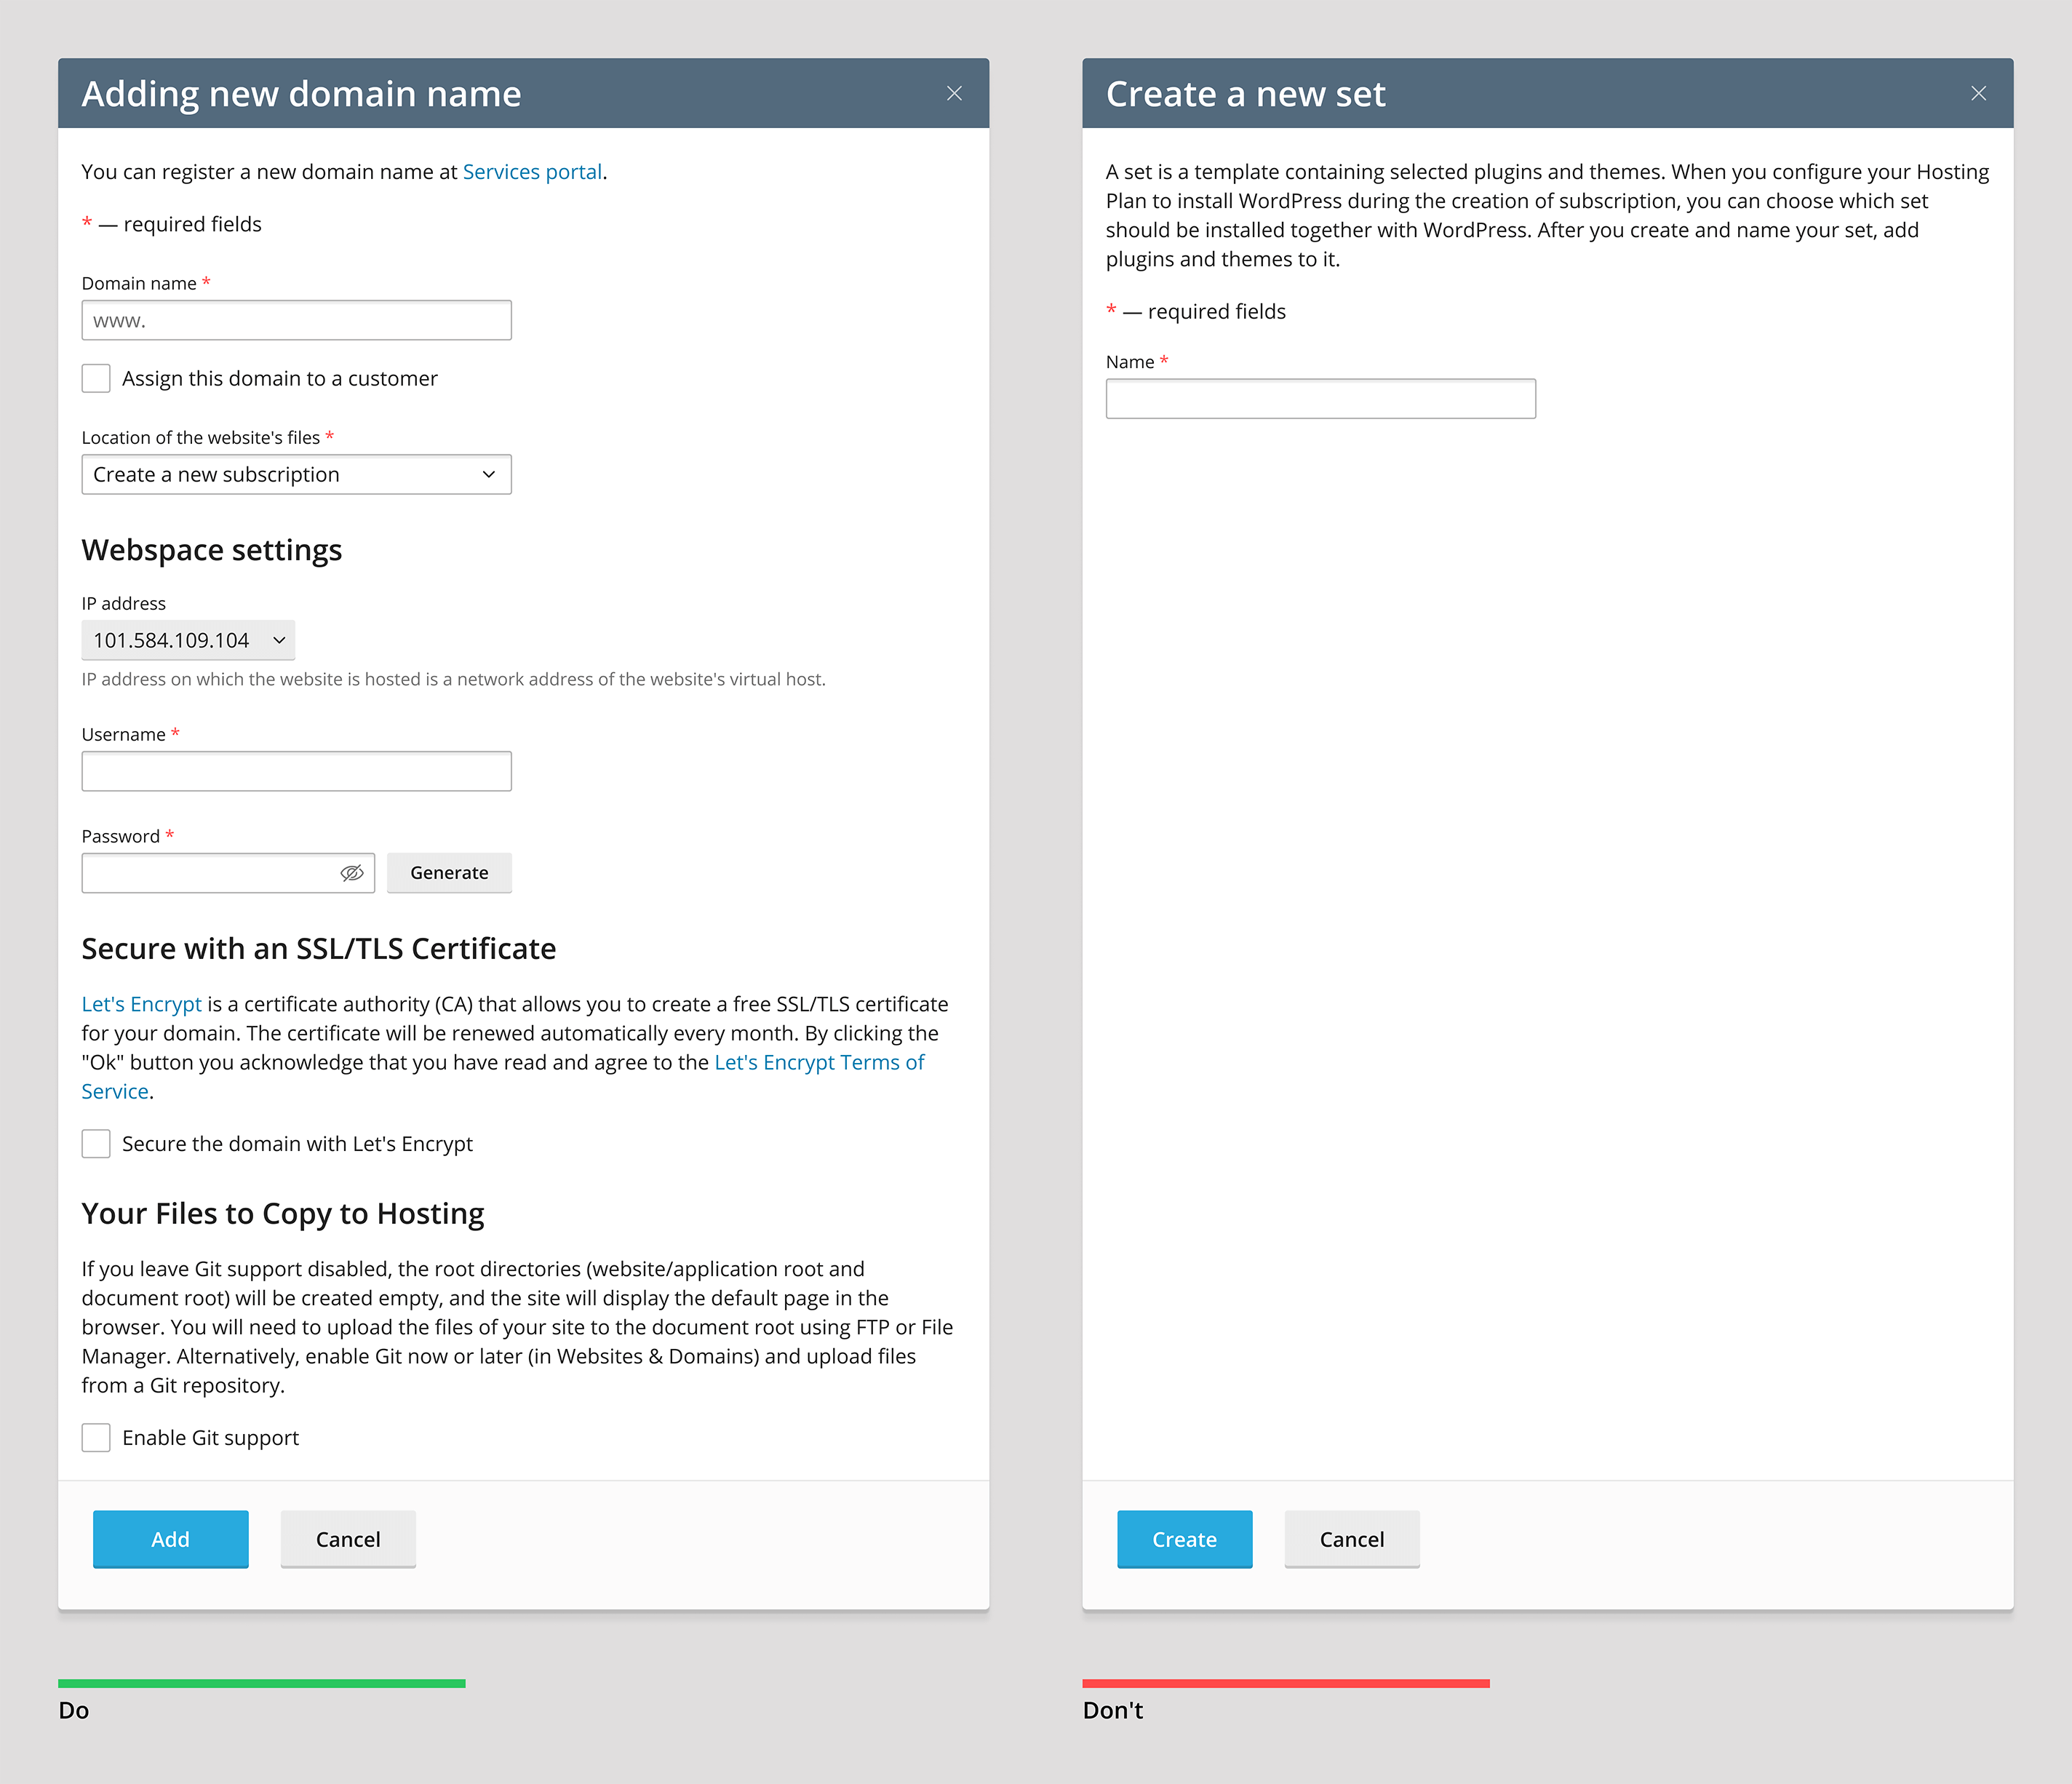 Adding new domain name
You can register a new domain name at Services portal.
* — required fields
Domain name *
www.
Assign this domain to a customer
Location of the website's files *
Create a new subscription
Webspace settings
IP address
101.584.109.104
IP address on which the website is hosted is a network address of the website's virtual host.
Username *
Password *
Generate
Secure with an SSL/TLS Certificate
Let's Encrypt is a certificate authority (CA) that allows you to create a free SSL/TLS certificate
for your domain. The certificate will be renewed automatically every month. By clicking the
"Ok" button you acknowledge that you have read and agree to the Let's Encrypt Terms of
Service.
Secure the domain with Let's Encrypt
Your Files to Copy to Hosting
If you leave Git support disabled, the root directories (website/application root and
document root) will be created empty, and the site will display the default page in the
browser. You will need to upload the files of your site to the document root using FTP or File
Manager. Alternatively, enable Git now or later (in Websites & Domains) and upload files
from a Git repository.
Enable Git support
Add
Cancel
Do
Create a new set
A set is a template containing selected plugins and themes. When you configure your Hosting
Plan to install WordPress during the creation of subscription, you can choose which set
should be installed together with WordPress. After you create and name your set, add
plugins and themes to it.
* — required fields
Name *
Create
Cancel
Don't